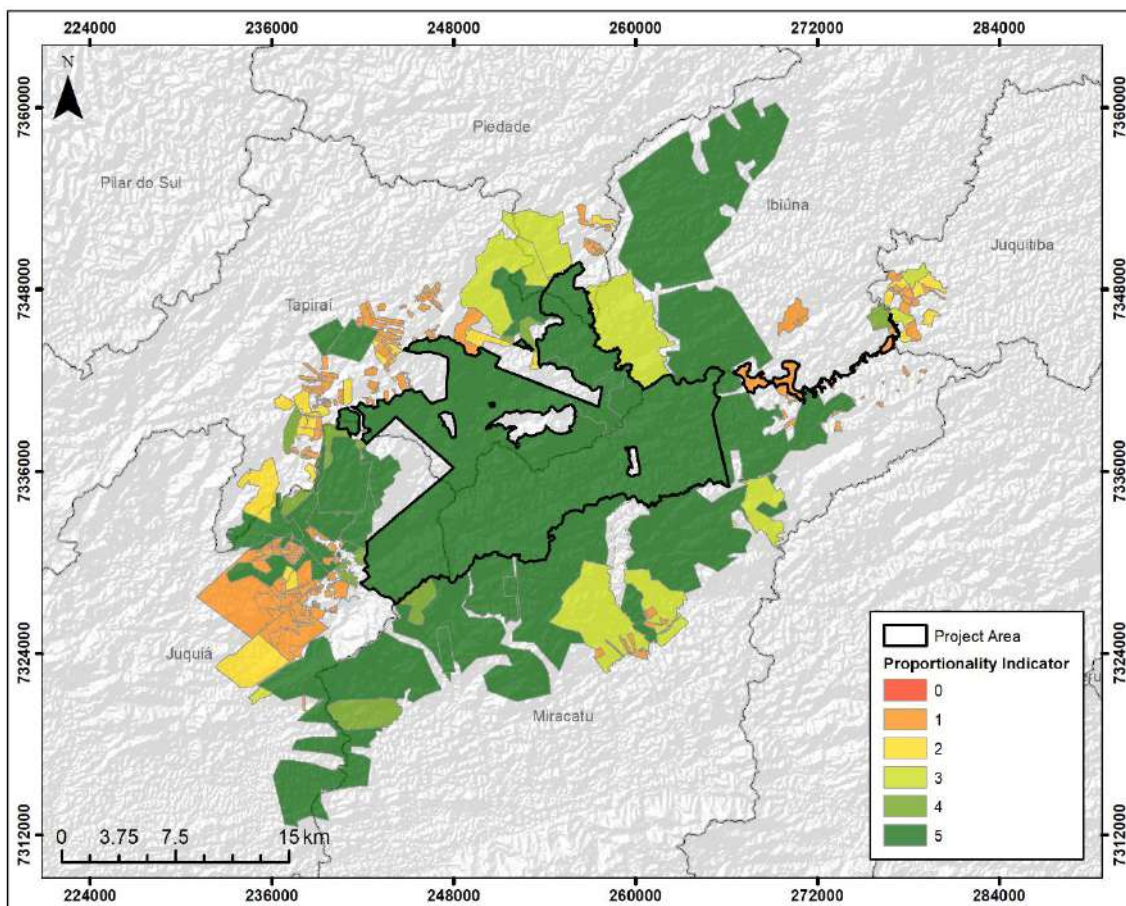 224000 236000 248000 260000 272000 284000
N
7360000 7360000
Piedade
Pilar do Sul
Ibiúna
Juquitiba
7348000 7348000
Tapiraí
7336000 7336000
Project Area
Proportionality Indicator
0
1
2
3
4
5
7324000 7324000
Juquiá
Miracatu
7312000 7312000
0 3.75 7.5 15 km
224000 236000 248000 260000 272000 284000